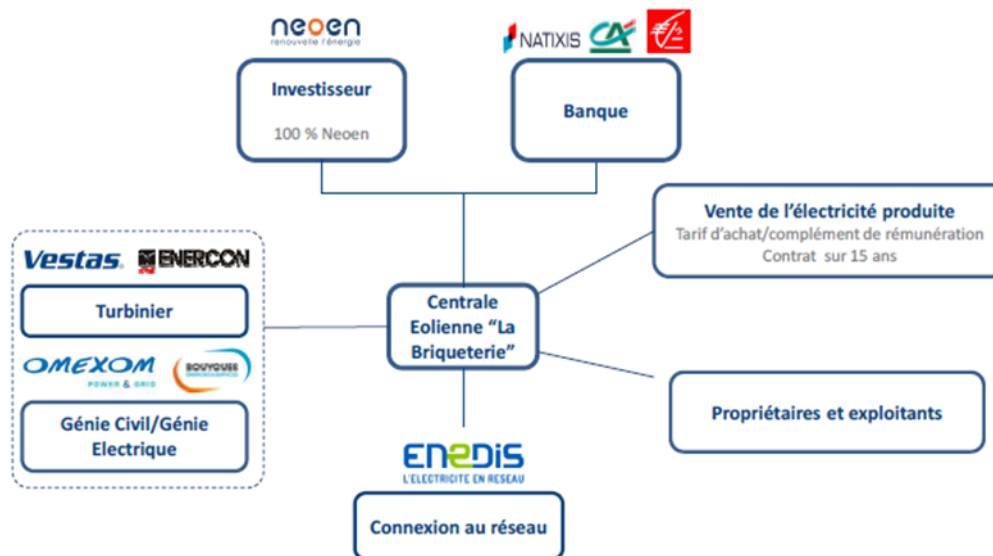 neoen
renouvelle l'énergie
NATIXIS
CA
Investisseur
100 % Neoen
Banque
Vente de l'électricité produite
Tarif d'achat/complément de rémunération
Contrat sur 15 ans
Vestas.
ENERCON
Turbinier
OMEXOM
POWER & GRID
BOUYGUES
Génie Civil/Génie
Electrique
Centrale
Eolienne "La
Briqueterie"
Propriétaires et exploitants
ENEDIS
L'ELECTRICITE EN RESEAU
Connexion au réseau